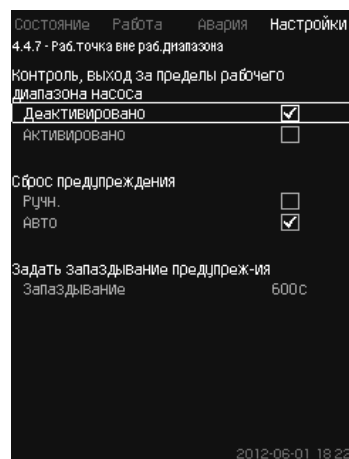 Состояние Работа Авария Настройки
4.4.7 - Раб.точка вне раб.диапазона
Контроль, выход за пределы рабочего
диапазона насоса
Деактивировано
Активировано
Сброс предупреждения
Ручн.
Авто
Задать запаздывание предупреж-ия
Запаздывание 600с
2012-06-01 18:22